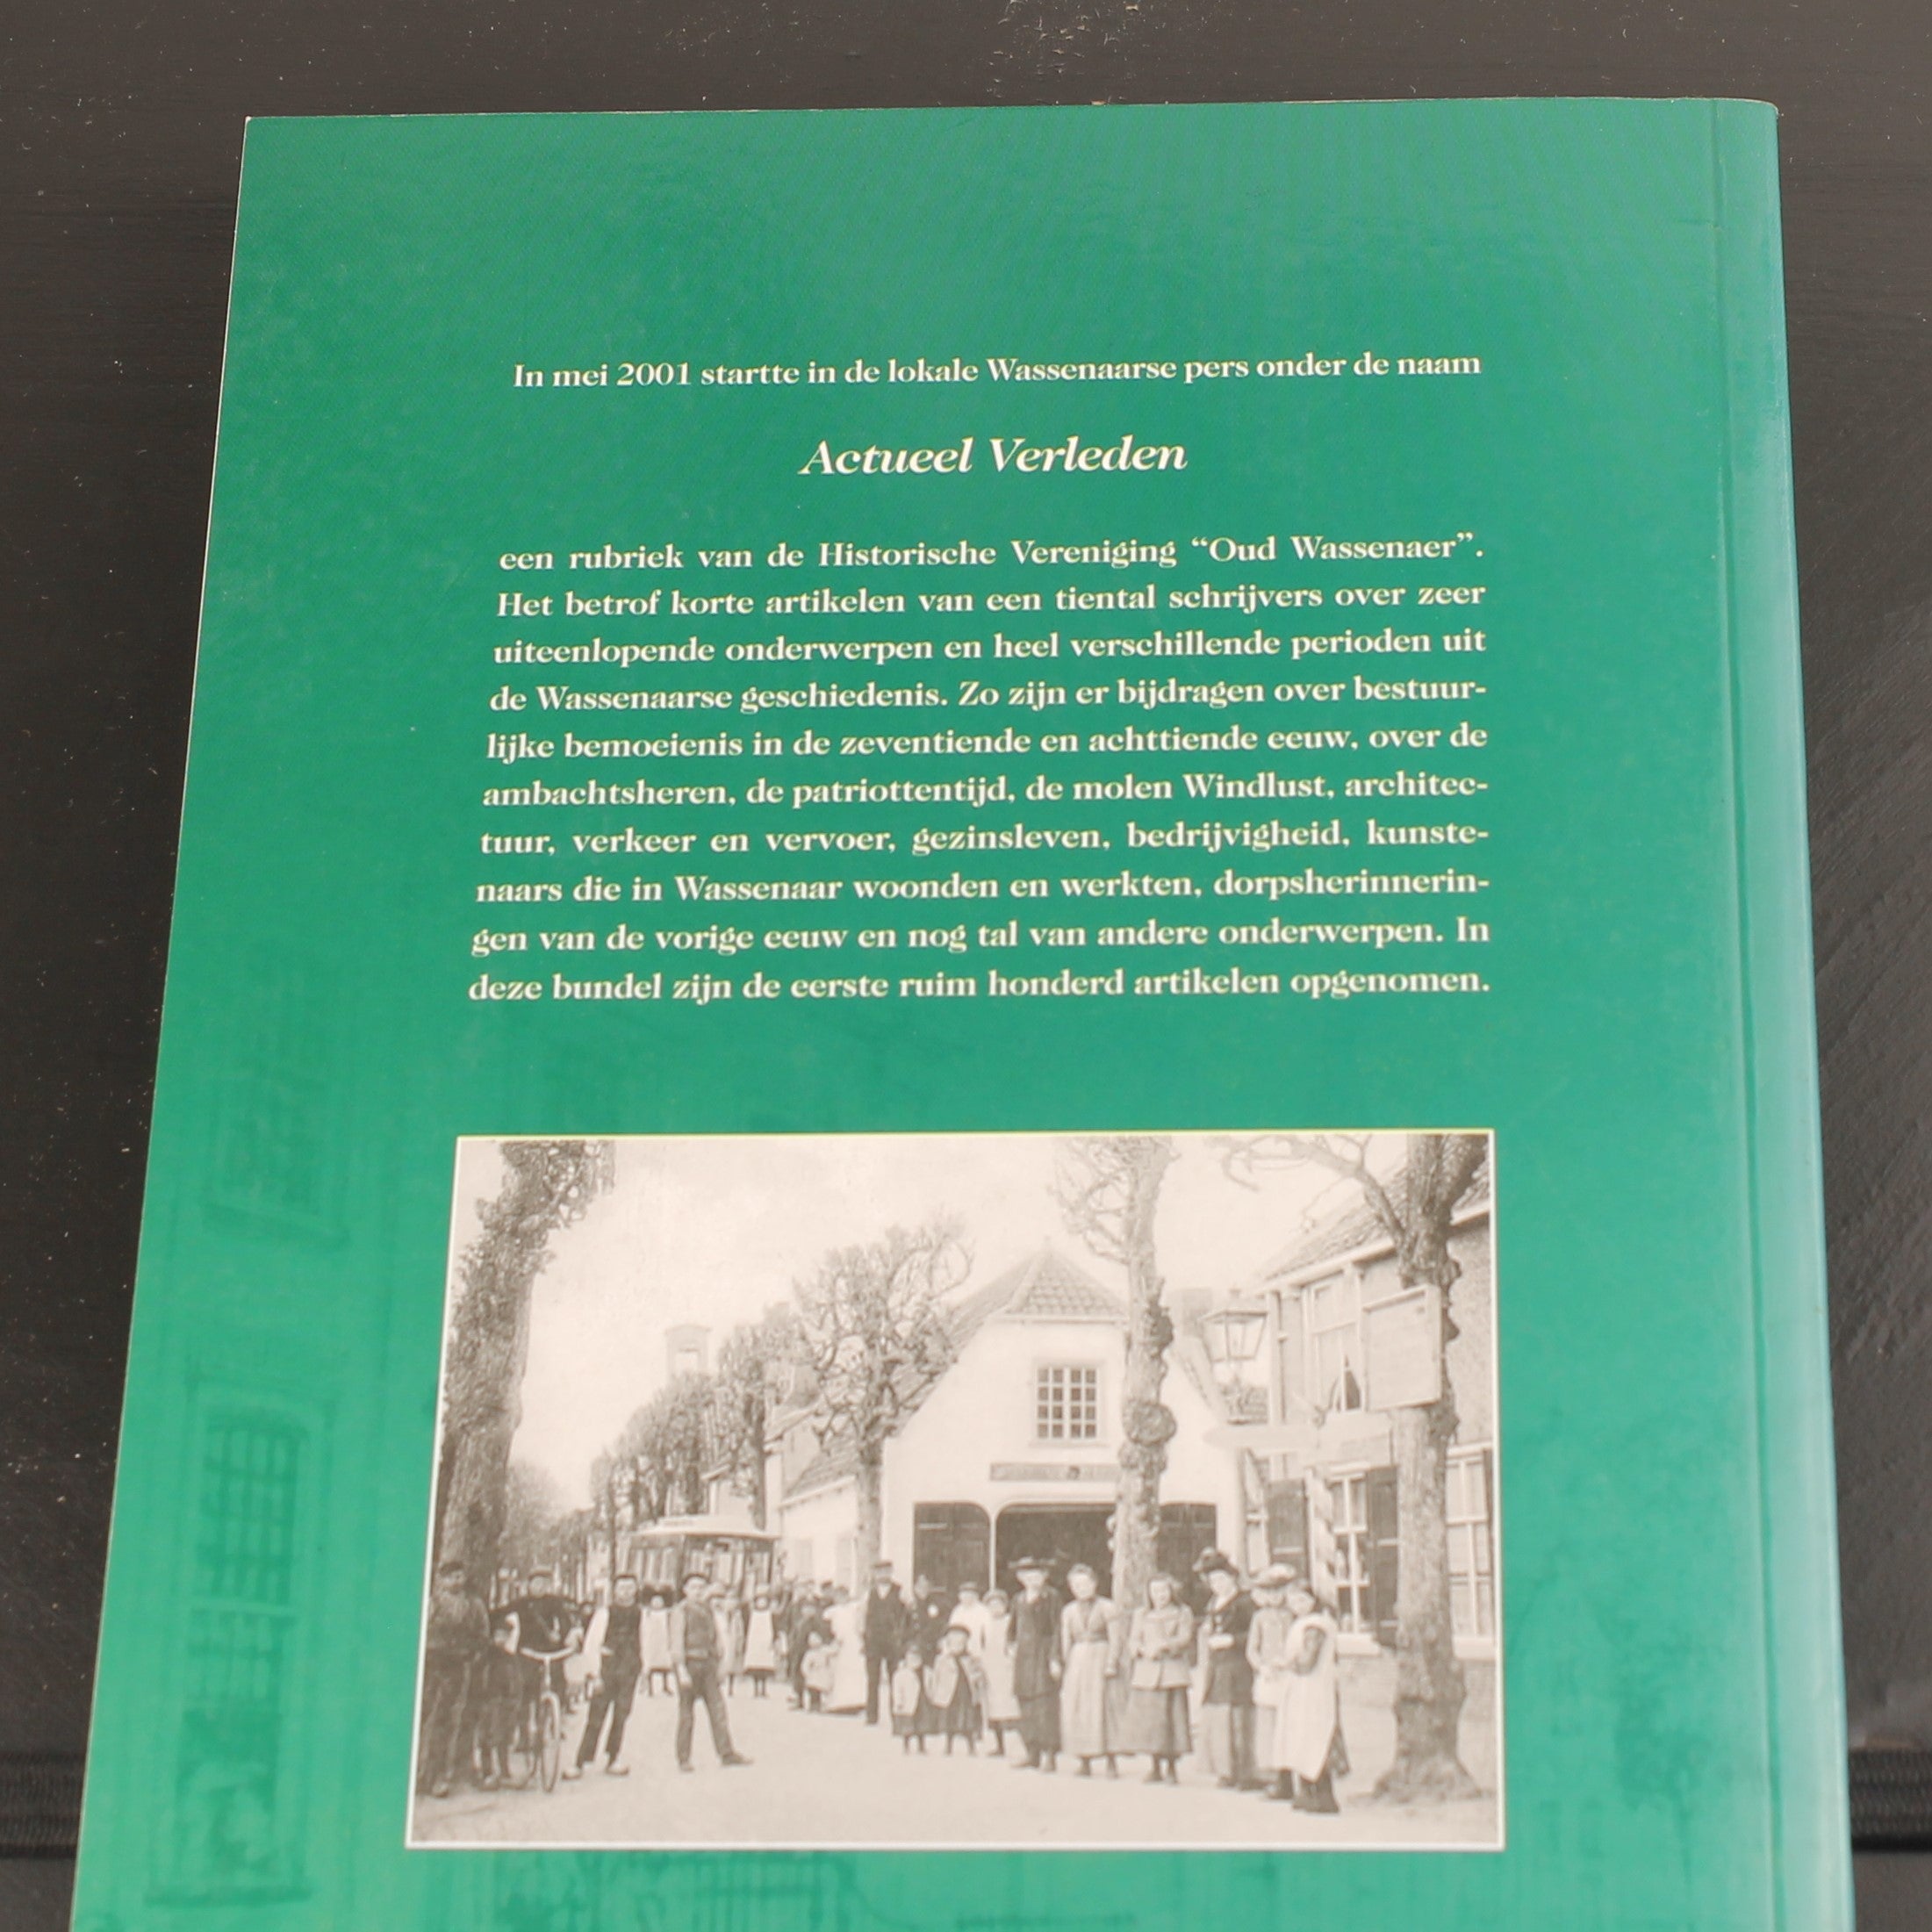 In mei 2001 startte in de lokale Wassenaarse pers onder de naam
Actueel Verleden
een rubriek van de Historische Vereniging “Oud Wassenaer”.
Het betrof korte artikelen van een tiental schrijvers over zeer
uiteenlopende onderwerpen en heel verschillende perioden uit
de Wassenaarse geschiedenis. Zo zijn er bijdragen over bestuur-
lijke bemoeienis in de zeventiende en achttiende eeuw, over de
ambachtsheren, de patriottentijd, de molen Windlust, architec-
tuur, verkeer en vervoer, gezinsleven, bedrijvigheid, kunste-
naars die in Wassenaar woonden en werkten, dorpsherinnerin-
gen van de vorige eeuw en nog tal van andere onderwerpen. In
deze bundel zijn de eerste ruim honderd artikelen opgenomen.